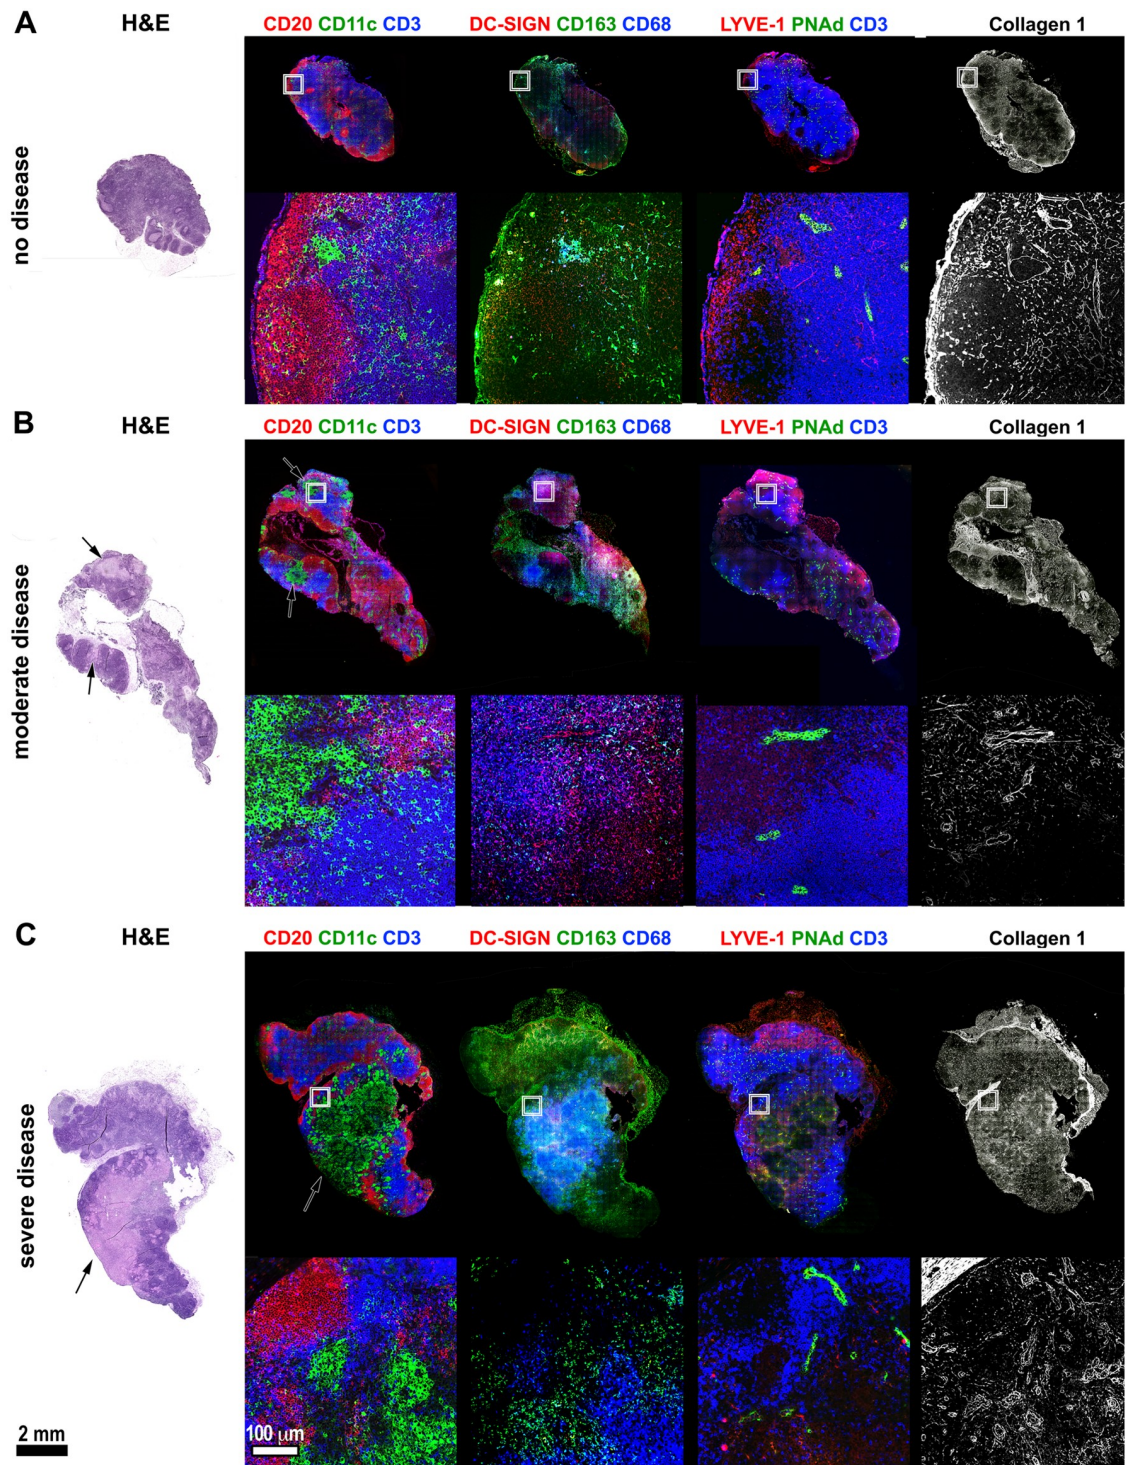 A
H&E
CD20 CD11c CD3
DC-SIGN CD163 CD68
LYVE-1 PNAd CD3
Collagen 1
no disease
B
H&E
CD20 CD11c CD3
DC-SIGN CD163 CD68
LYVE-1 PNAd CD3
Collagen 1
moderate disease
C
H&E
CD20 CD11c CD3
DC-SIGN CD163 CD68
LYVE-1 PNAd CD3
Collagen 1
severe disease
2 mm
100 µm